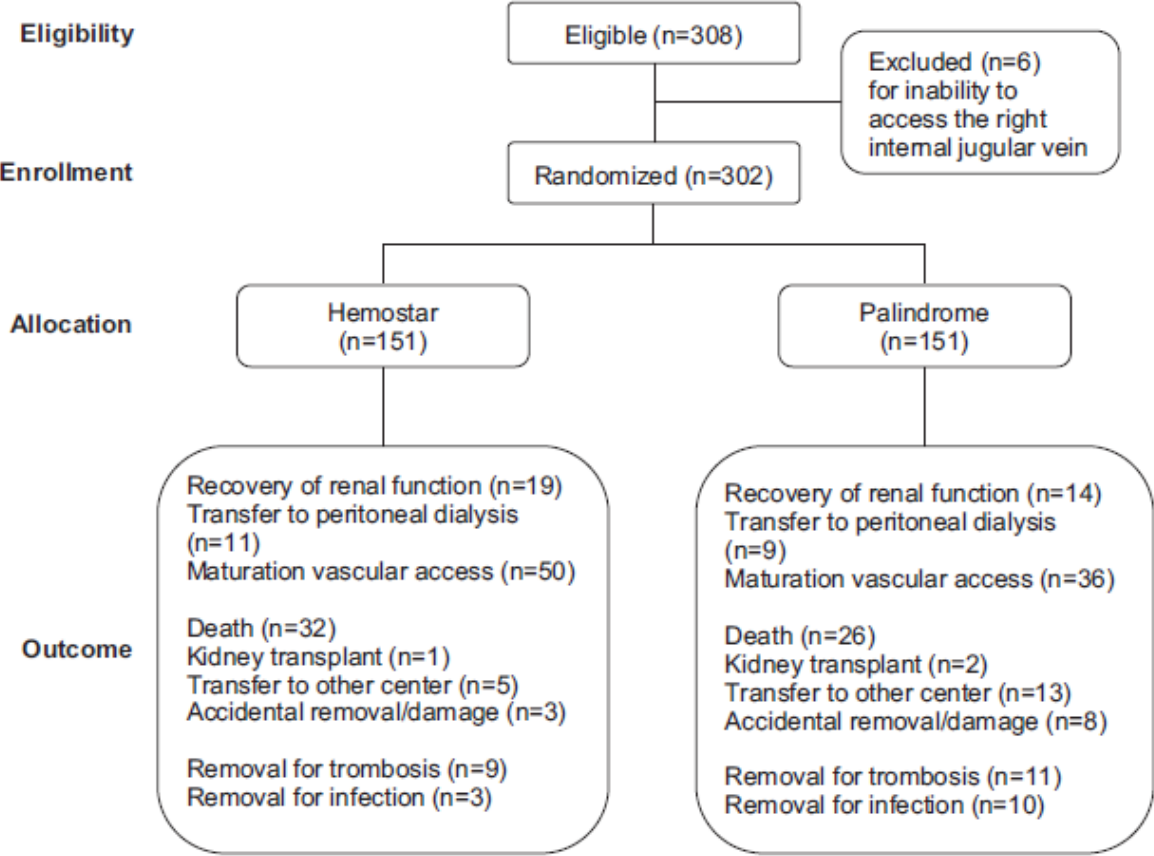 Eligibility
Eligible (n=308)
Excluded (n=6)
for inability to
access the right
internal jugular vein
Enrollment
Randomized (n=302)
Allocation
Hemostar
(n=151)
Palindrome
(n=151)
Outcome
Recovery of renal function (n=19)
Transfer to peritoneal dialysis
(n=11)
Maturation vascular access (n=50)
Death (n=32)
Kidney transplant (n=1)
Transfer to other center (n=5)
Accidental removal/damage (n=3)
Removal for trombosis (n=9)
Removal for infection (n=3)
Recovery of renal function (n=14)
Transfer to peritoneal dialysis
(n=9)
Maturation vascular access (n=36)
Death (n=26)
Kidney transplant (n=2)
Transfer to other center (n=13)
Accidental removal/damage (n=8)
Removal for trombosis (n=11)
Removal for infection (n=10)